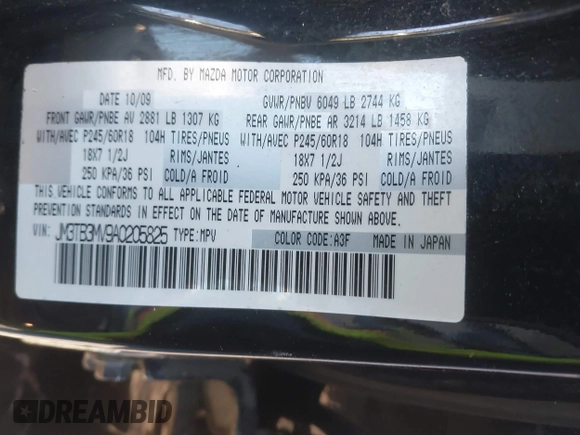 MFD. BY MAZDA MOTOR CORPORATION
DATE 10/09 GVWR/PNBV 6049 LB 2744 KG
FRONT GAWR/PNBE AV 2881 LB 1307 KG REAR GAWR/PNBE AR 3214 LB 1458 KG
WITH/AVEC P245/60R18 104H TIRES/PNEUS WITH/AVEC P245/60R18 104H TIRES/PNEUS
18X7 1/2J RIMS/JANTES 18X7 1/2J RIMS/JANTES
250 KPA/36 PSI COLD/A FROID 250 KPA/36 PSI COLD/A FROID
THIS VEHICLE CONFORMS TO ALL APPLICABLE FEDERAL MOTOR VEHICLE SAFETY AND THEFT
PREVENTION STANDARDS IN EFFECT ON THE DATE OF MANUFACTURE SHOWN ABOVE.
VIN: JM3TB3MV9A0205825 TYPE:MPV COLOR CODE:A3F MADE IN JAPAN
DREAMBID